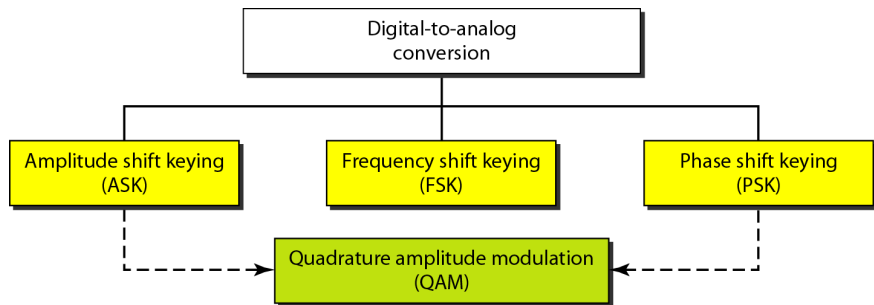 Digital-to-analog
conversion
Amplitude shift keying
(ASK)
Frequency shift keying
(FSK)
Phase shift keying
(PSK)
Quadrature amplitude modulation
(QAM)